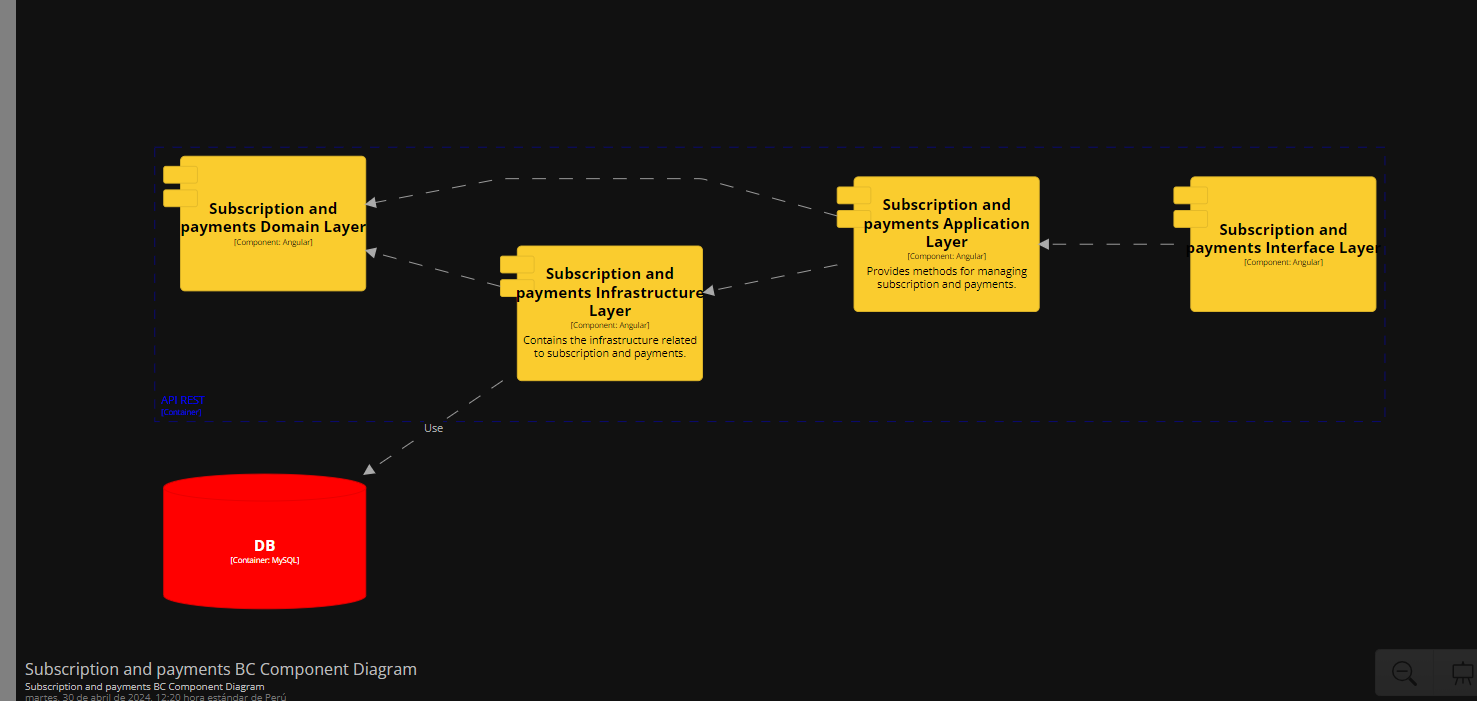 Subscription and
payments Domain Layer
[Component: Angular]
Subscription and
payments Infrastructure
Layer
[Component: Angular]
Contains the infrastructure related
to subscription and payments.
Subscription and
payments Application
Layer
[Component: Angular]
Provides methods for managing
subscription and payments.
Subscription and
payments Interface Layer
[Component: Angular]
API REST
[Container]
Use
DB
[Container: MySQL]
Subscription and payments BC Component Diagram
Subscription and payments BC Component Diagram
martes, 30 de abril de 2024, 12:20 hora estándar de Perú